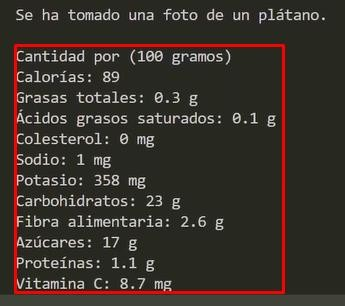 Se ha tomado una foto de un plátano.
Cantidad por (100 gramos)
Calorías: 89
Grasas totales: 0.3 g
Ácidos grasos saturados: 0.1 g
Colesterol: 0 mg
Sodio: 1 mg
Potasio: 358 mg
Carbohidratos: 23 g
Fibra alimentaria: 2.6 g
Azúcares: 17 g
Proteínas: 1.1 g
Vitamina C: 8.7 mg